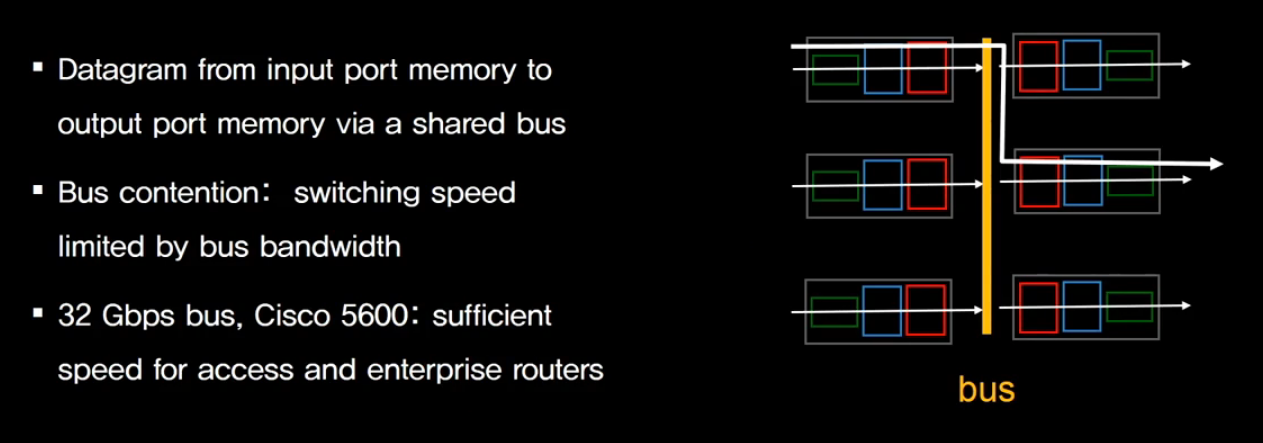 ▪ Datagram from input port memory to
output port memory via a shared bus
▪ Bus contention: switching speed
limited by bus bandwidth
▪ 32 Gbps bus, Cisco 5600: sufficient
speed for access and enterprise routers
bus